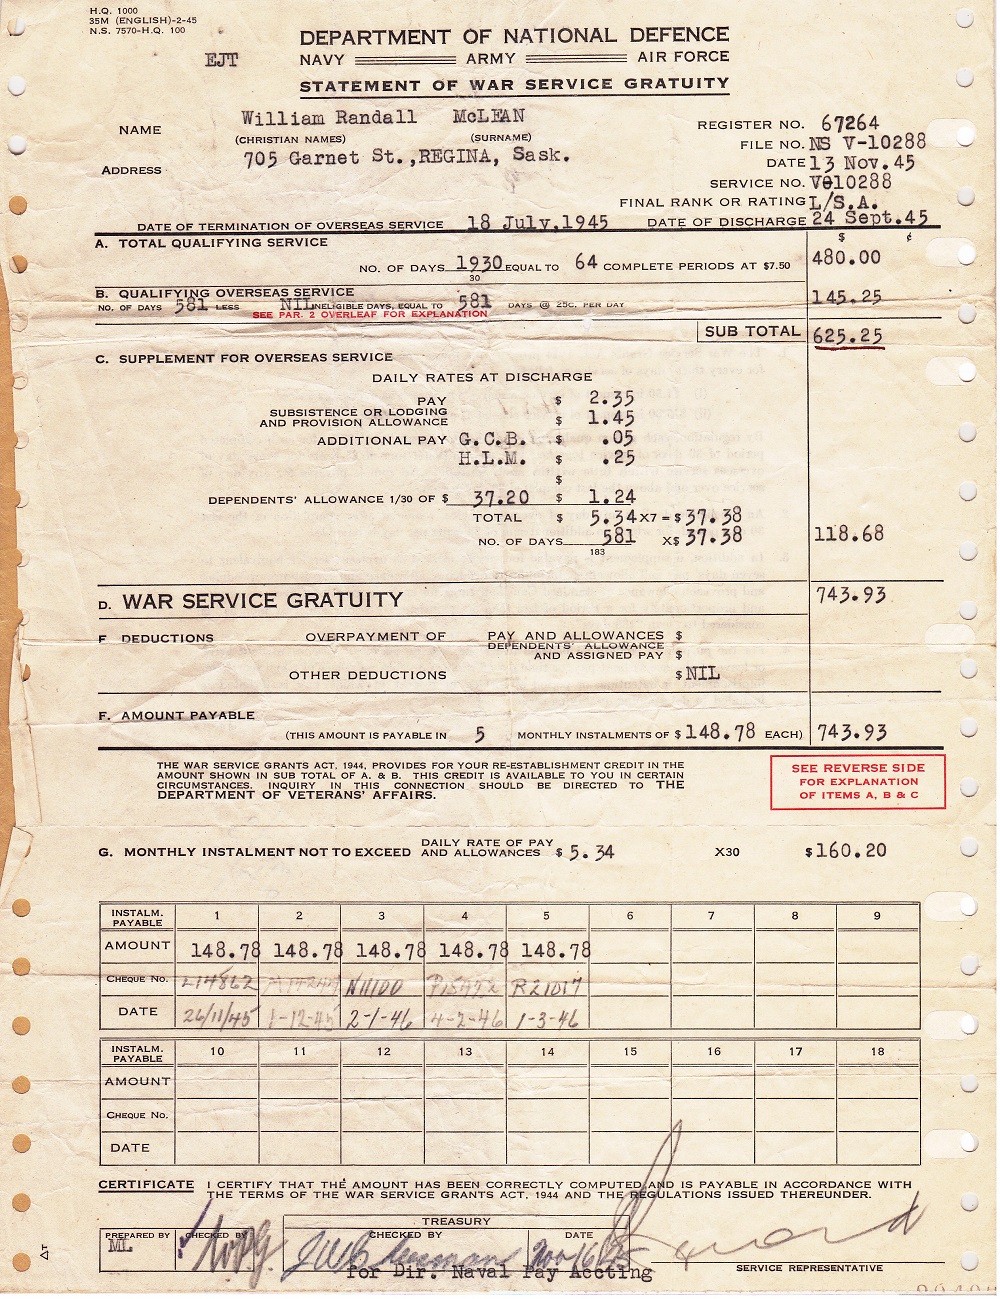 H.Q. 1000
35M (ENGLISH)-2-45
N.S. 7570-H.Q. 100
EJT
DEPARTMENT OF NATIONAL DEFENCE
NAVY ARMY AIR FORCE
STATEMENT OF WAR SERVICE GRATUITY
NAME William Randall McLEAN
(CHRISTIAN NAMES) (SURNAME)
ADDRESS 705 Garnet St.,REGINA, Sask.
REGISTER NO. 67264
FILE NO. NS V-10288
DATE 13 Nov.45
SERVICE NO. V010288
FINAL RANK OR RATING L/S.A.
DATE OF TERMINATION OF OVERSEAS SERVICE 18 July.1945 DATE OF DISCHARGE 24 Sept.45
A. TOTAL QUALIFYING SERVICE $ ¢
NO. OF DAYS 1930 EQUAL TO 64 COMPLETE PERIODS AT $7.50 480.00
30
B. QUALIFYING OVERSEAS SERVICE
NO. OF DAYS 581 LESS NIL INELIGIBLE DAYS, EQUAL TO 581 DAYS @ 25C. PER DAY 145.25
SEE PAR. 2 OVERLEAF FOR EXPLANATION
SUB TOTAL 625.25
C. SUPPLEMENT FOR OVERSEAS SERVICE
DAILY RATES AT DISCHARGE
PAY $ 2.35
SUBSISTENCE OR LODGING
AND PROVISION ALLOWANCE $ 1.45
ADDITIONAL PAY G.C.B. $ .05
H.L.M. $ .25
$
DEPENDENTS' ALLOWANCE 1/30 OF $ 37.20 $ 1.24
TOTAL $ 5.34 X7 = $ 37.38
NO. OF DAYS 581 X$ 37.38 118.68
183
D. WAR SERVICE GRATUITY 743.93
E DEDUCTIONS OVERPAYMENT OF PAY AND ALLOWANCES $
DEPENDENTS' ALLOWANCE
AND ASSIGNED PAY $
OTHER DEDUCTIONS $ NIL
F. AMOUNT PAYABLE
(THIS AMOUNT IS PAYABLE IN 5 MONTHLY INSTALMENTS OF $ 148.78 EACH) 743.93
THE WAR SERVICE GRANTS ACT, 1944, PROVIDES FOR YOUR RE-ESTABLISHMENT CREDIT IN THE
AMOUNT SHOWN IN SUB TOTAL OF A. & B. THIS CREDIT IS AVAILABLE TO YOU IN CERTAIN
CIRCUMSTANCES. INQUIRY IN THIS CONNECTION SHOULD BE DIRECTED TO THE
DEPARTMENT OF VETERANS' AFFAIRS.
SEE REVERSE SIDE
FOR EXPLANATION
OF ITEMS A, B & C
G. MONTHLY INSTALMENT NOT TO EXCEED DAILY RATE OF PAY
AND ALLOWANCES $ 5.34 X30 $160.20
INSTALM. PAYABLE 1 2 3 4 5 6 7 8 9
AMOUNT 148.78 148.78 148.78 148.78 148.78
CHEQUE No. L14862 N11100 R21017
DATE 26/11/45 1-12-45 2-1-46 4-2-46 1-3-46
INSTALM. PAYABLE 10 11 12 13 14 15 16 17 18
AMOUNT
CHEQUE No.
DATE
CERTIFICATE I CERTIFY THAT THE AMOUNT HAS BEEN CORRECTLY COMPUTED AND IS PAYABLE IN ACCORDANCE WITH
THE TERMS OF THE WAR SERVICE GRANTS ACT, 1944 AND THE REGULATIONS ISSUED THEREUNDER.
TREASURY
PREPARED BY CHECKED BY CHECKED BY DATE
ML Nov 16/45
for Dir. Naval Pay Accting
SERVICE REPRESENTATIVE